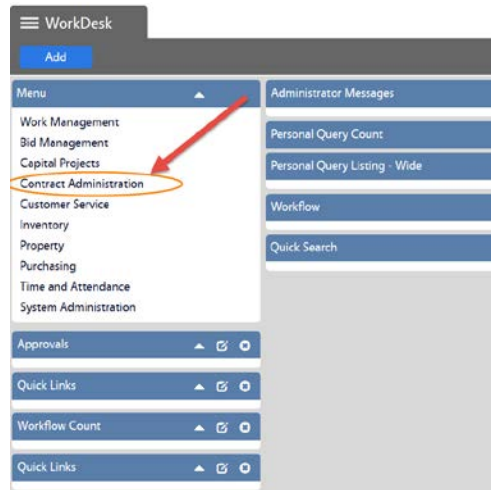 WorkDesk
Add
Menu
Work Management
Bid Management
Capital Projects
Contract Administration
Customer Service
Inventory
Property
Purchasing
Time and Attendance
System Administration
Approvals
Quick Links
Workflow Count
Quick Links
Administrator Messages
Personal Query Count
Personal Query Listing - Wide
Workflow
Quick Search